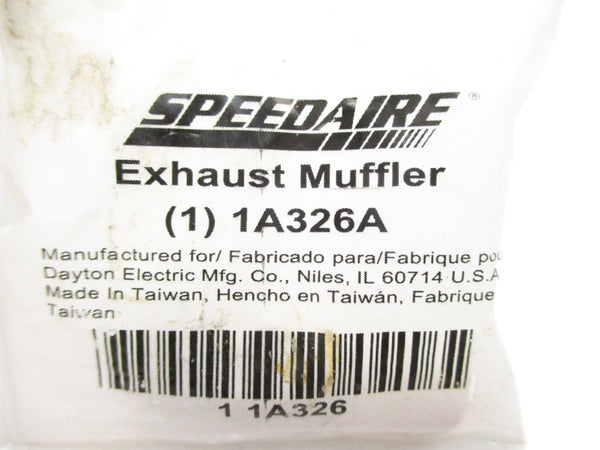 SPEEDAIRE®
Exhaust Muffler
(1) 1A326A
Manufactured for/ Fabricado para/Fabrique
Dayton Electric Mfg. Co., Niles, IL 60714 U.S.A
Made In Taiwan, Hencho en Taiwán, Fabrique
Taiwan
1 1A326